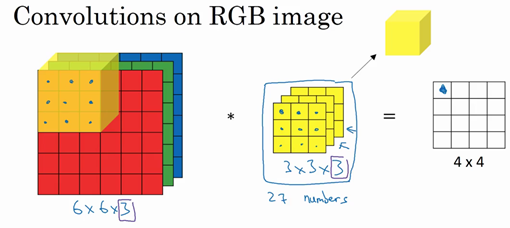 Convolutions on RGB image
*
=
3 x 3 x 3
4 x 4
6 x 6 x 3
27 numbers